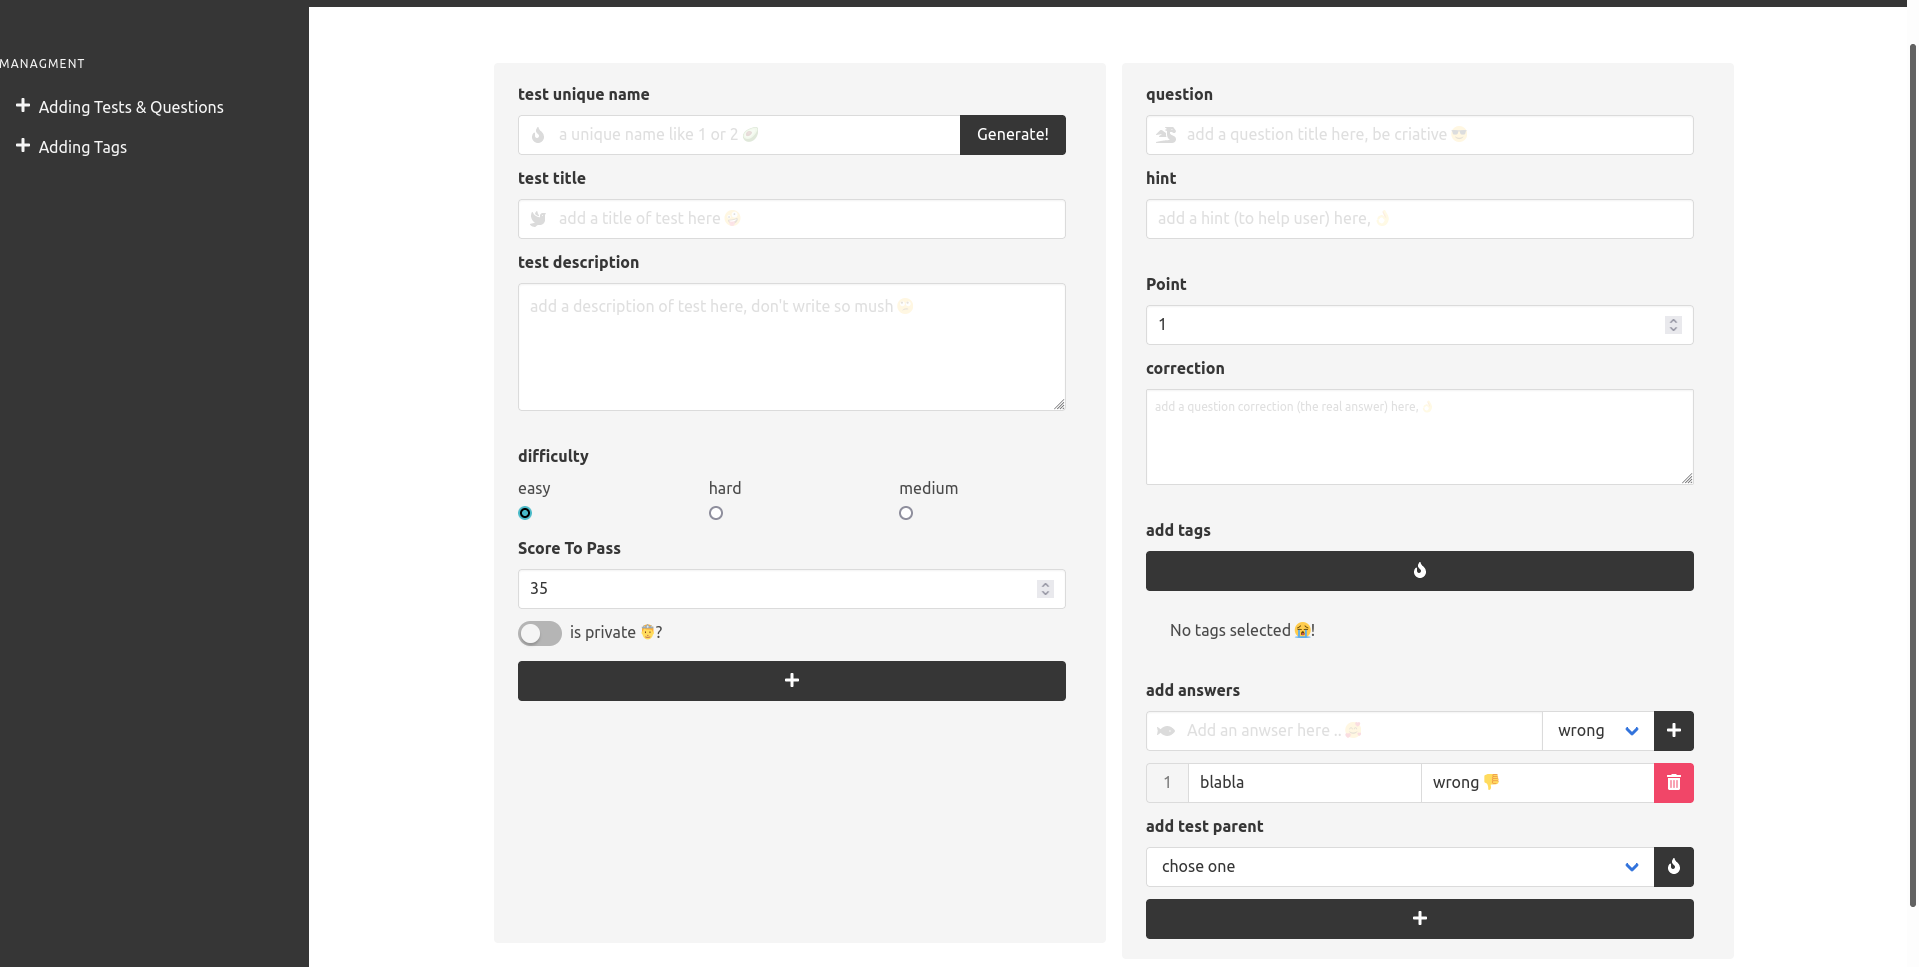 MANAGMENT
Adding Tests & Questions
Adding Tags
test unique name
a unique name like 1 or 2 🥑
Generate!
test title
add a title of test here 🤪
test description
add a description of test here, don't write so mush 🙄
difficulty
easy
hard
medium
Score To Pass
35
is private 👳?
question
add a question title here, be criative 😎
hint
add a hint (to help user) here, 👌
Point
1
correction
add a question correction (the real answer) here, 👌
add tags
No tags selected 😭!
add answers
Add an anwser here .. 🥰
wrong
1 blabla wrong 👎
add test parent
chose one